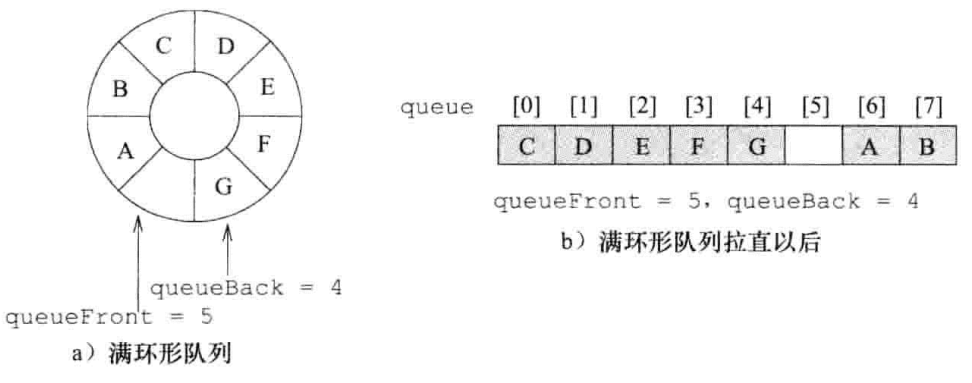 C D
B E
A F
G
queueBack = 4
queueFront = 5
a）满环形队列
queue [0] [1] [2] [3] [4] [5] [6] [7]
C D E F G A B
queueFront = 5, queueBack = 4
b）满环形队列拉直以后